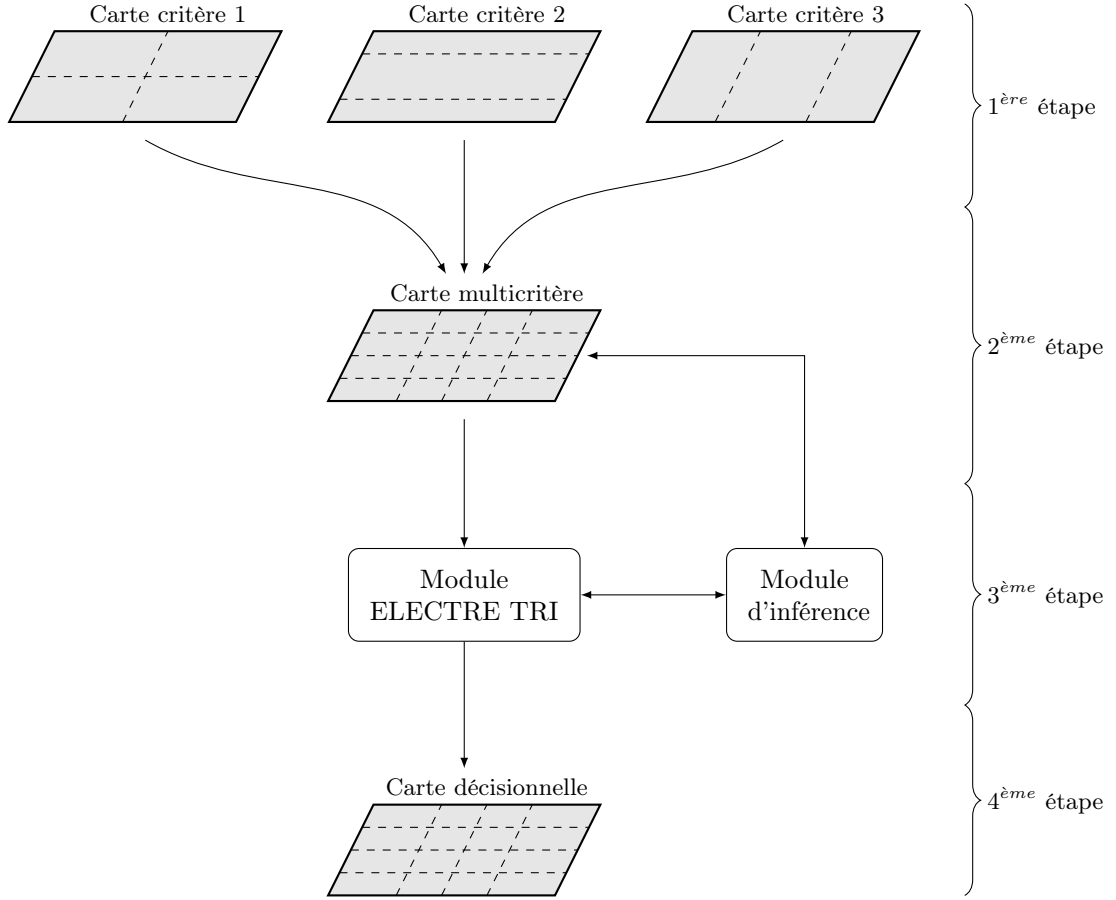 Carte critère 1
Carte critère 2
Carte critère 3
1ère étape
Carte multicritère
2ème étape
Module
ELECTRE TRI
Module
d'inférence
3ème étape
Carte décisionnelle
4ème étape